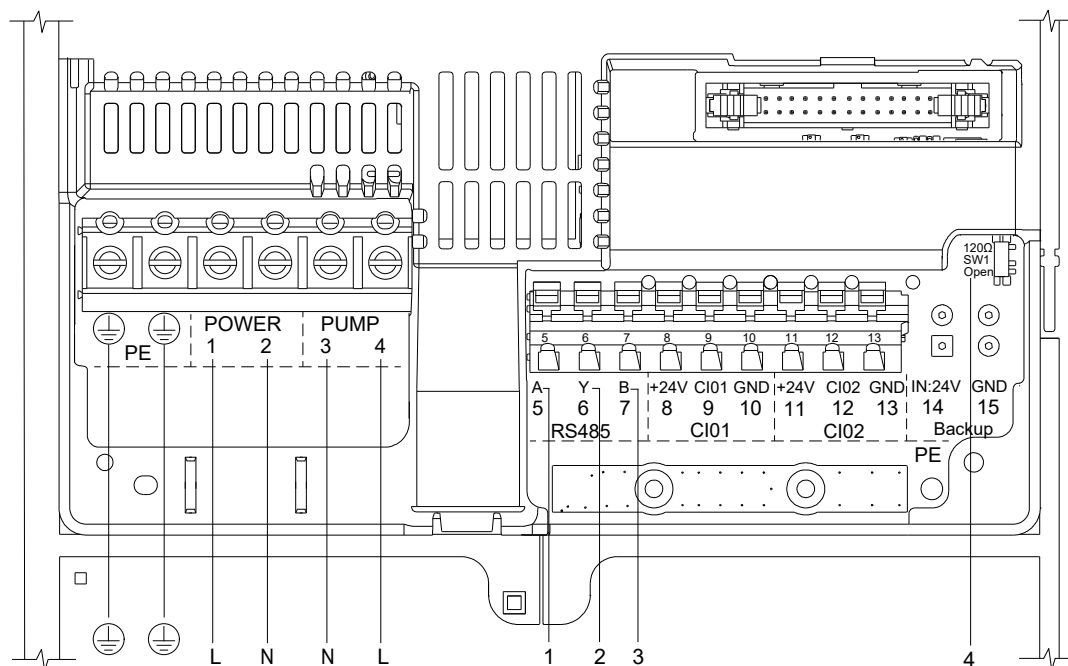 120Ω
SW1
Open
POWER PUMP
PE 1 2 3 4
5 6 7 8 9 10 11 12 13
A Y B +24V CI01 GND +24V CI02 GND IN:24V GND
5 6 7 8 9 10 11 12 13 14 15
RS485 CI01 CI02 Backup
PE
L N N L 1 2 3 4